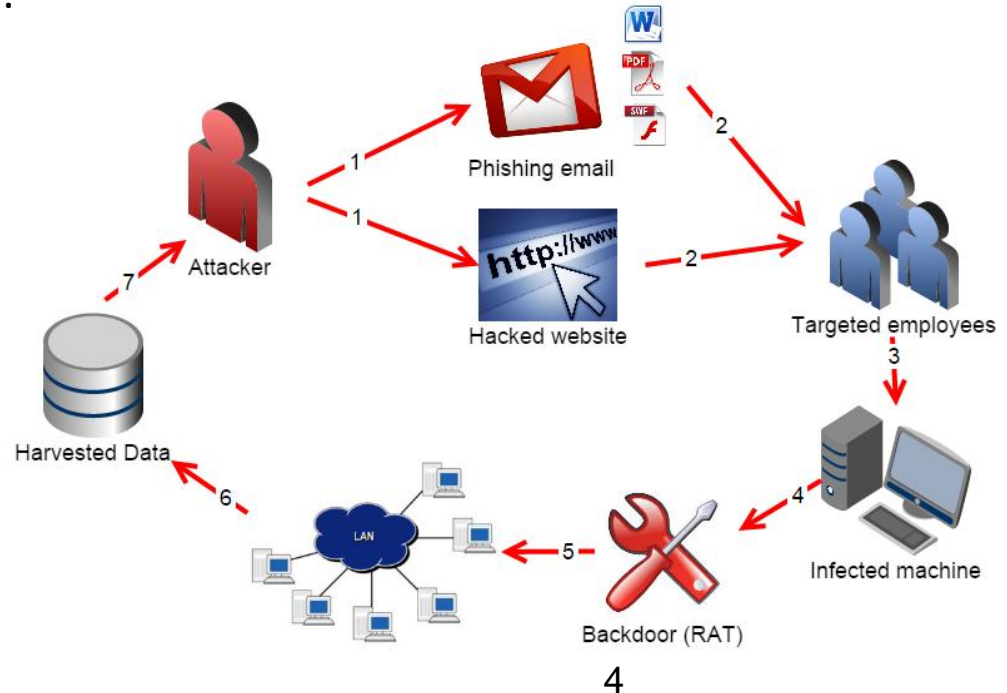 .
W
PDF
SWF
1
2
Phishing email
1
Attacker
http://www
2
7
Hacked website
Targeted employees
3
Harvested Data
4
6
LAN
5
Infected machine
Backdoor (RAT)
4